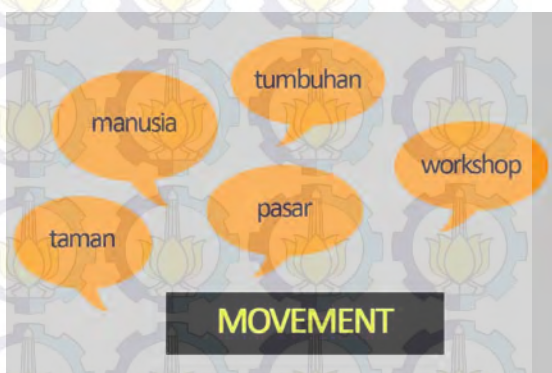 tumbuhan
manusia
workshop
pasar
taman
MOVEMENT